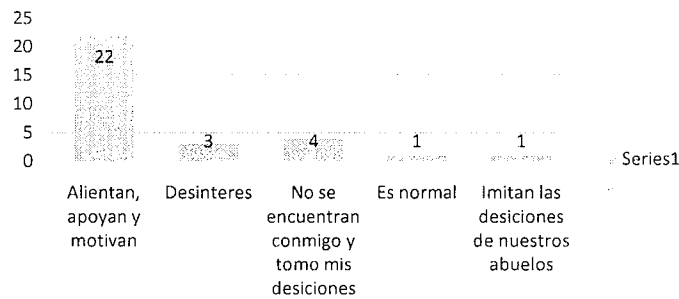 25
20
15
10
5
0
22
3
4
1
1
Series1
Alientan,
apoyan y
motivan
Desinteres
No se
encuentran
conmigo y
tomo mis
desiciones
Es normal
Imitan las
desiciones
de nuestros
abuelos